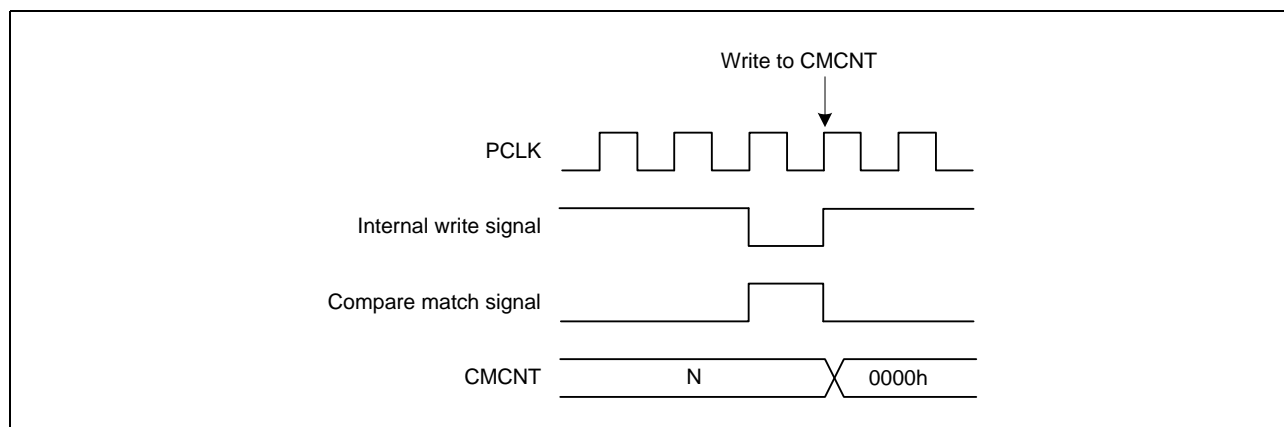 Write to CMCNT
PCLK
Internal write signal
Compare match signal
CMCNT N 0000h